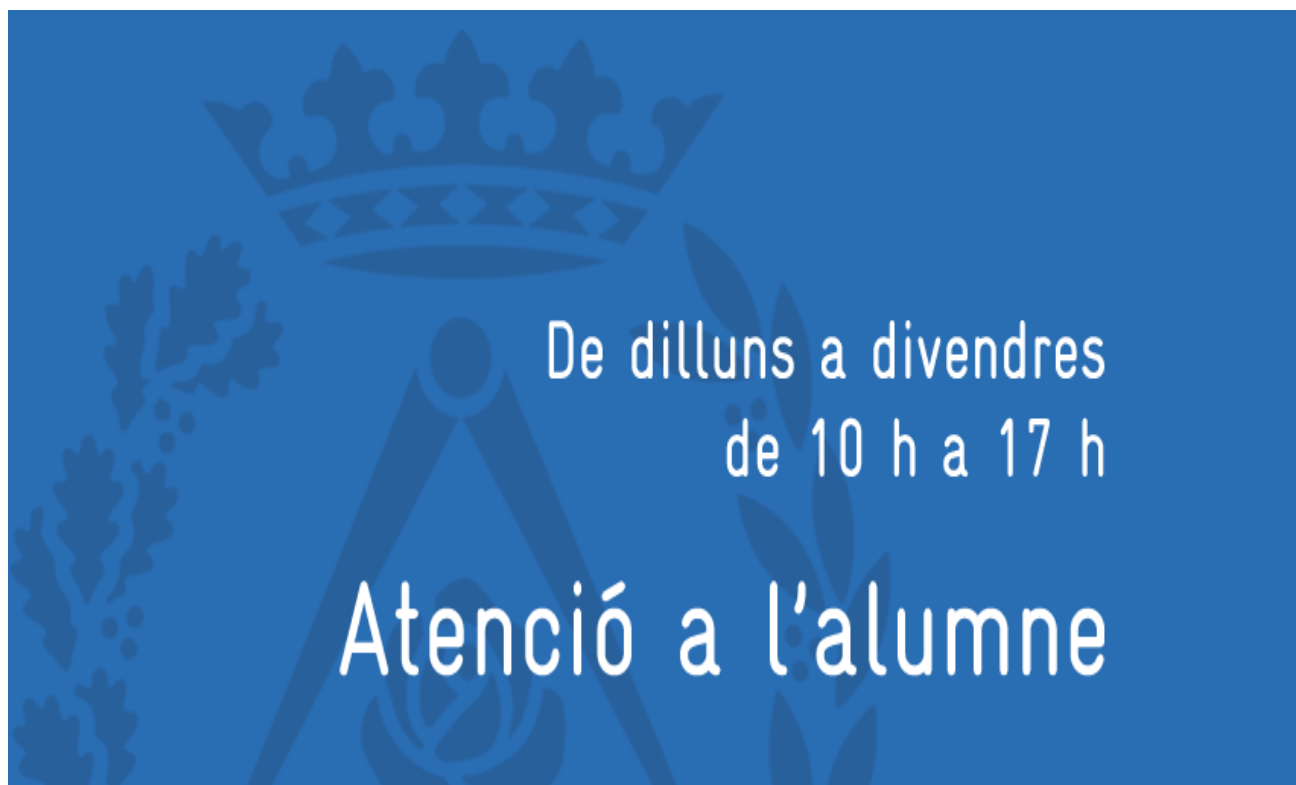 De dilluns a divendres
de 10 h a 17 h
Atenció a l’alumne